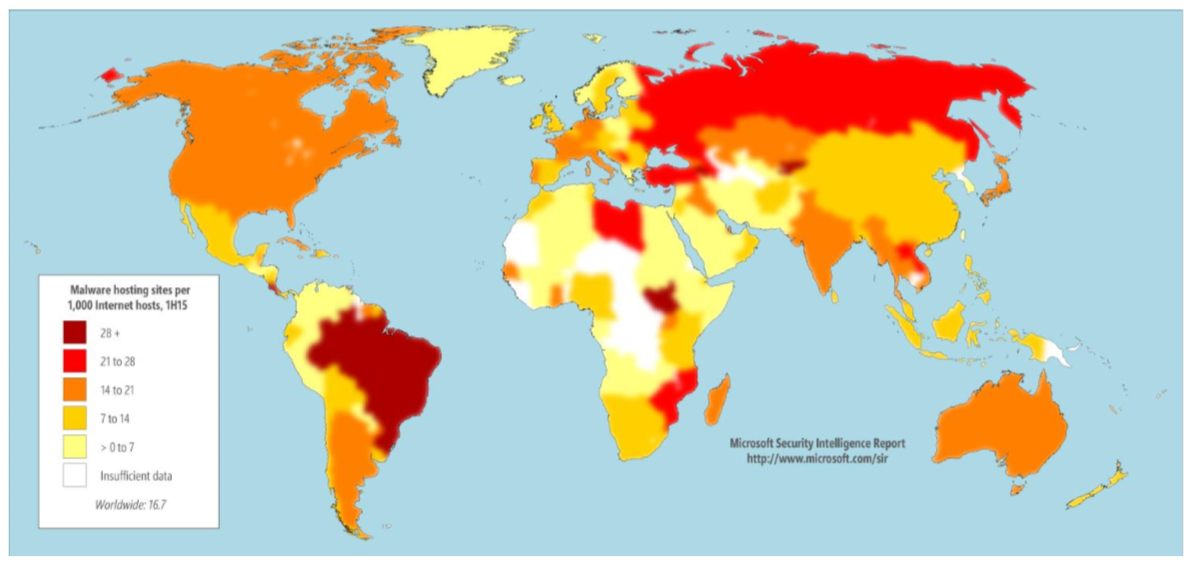 Malware hosting sites per
1,000 Internet hosts, 1H15
28 +
21 to 28
14 to 21
7 to 14
> 0 to 7
Insufficient data
Worldwide: 16.7
Microsoft Security Intelligence Report
http://www.microsoft.com/sir